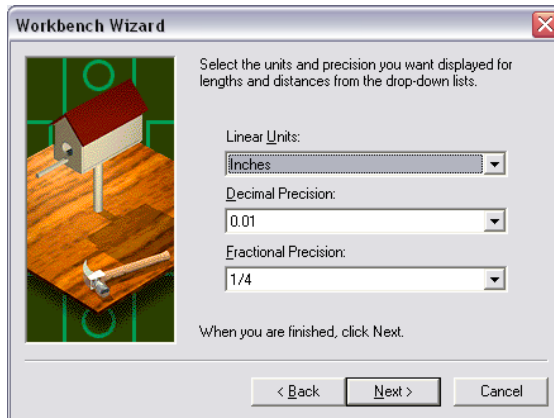 Workbench Wizard
Select the units and precision you want displayed for
lengths and distances from the drop-down lists.
Linear Units:
Inches
Decimal Precision:
0.01
Fractional Precision:
1/4
When you are finished, click Next.
< Back
Next >
Cancel